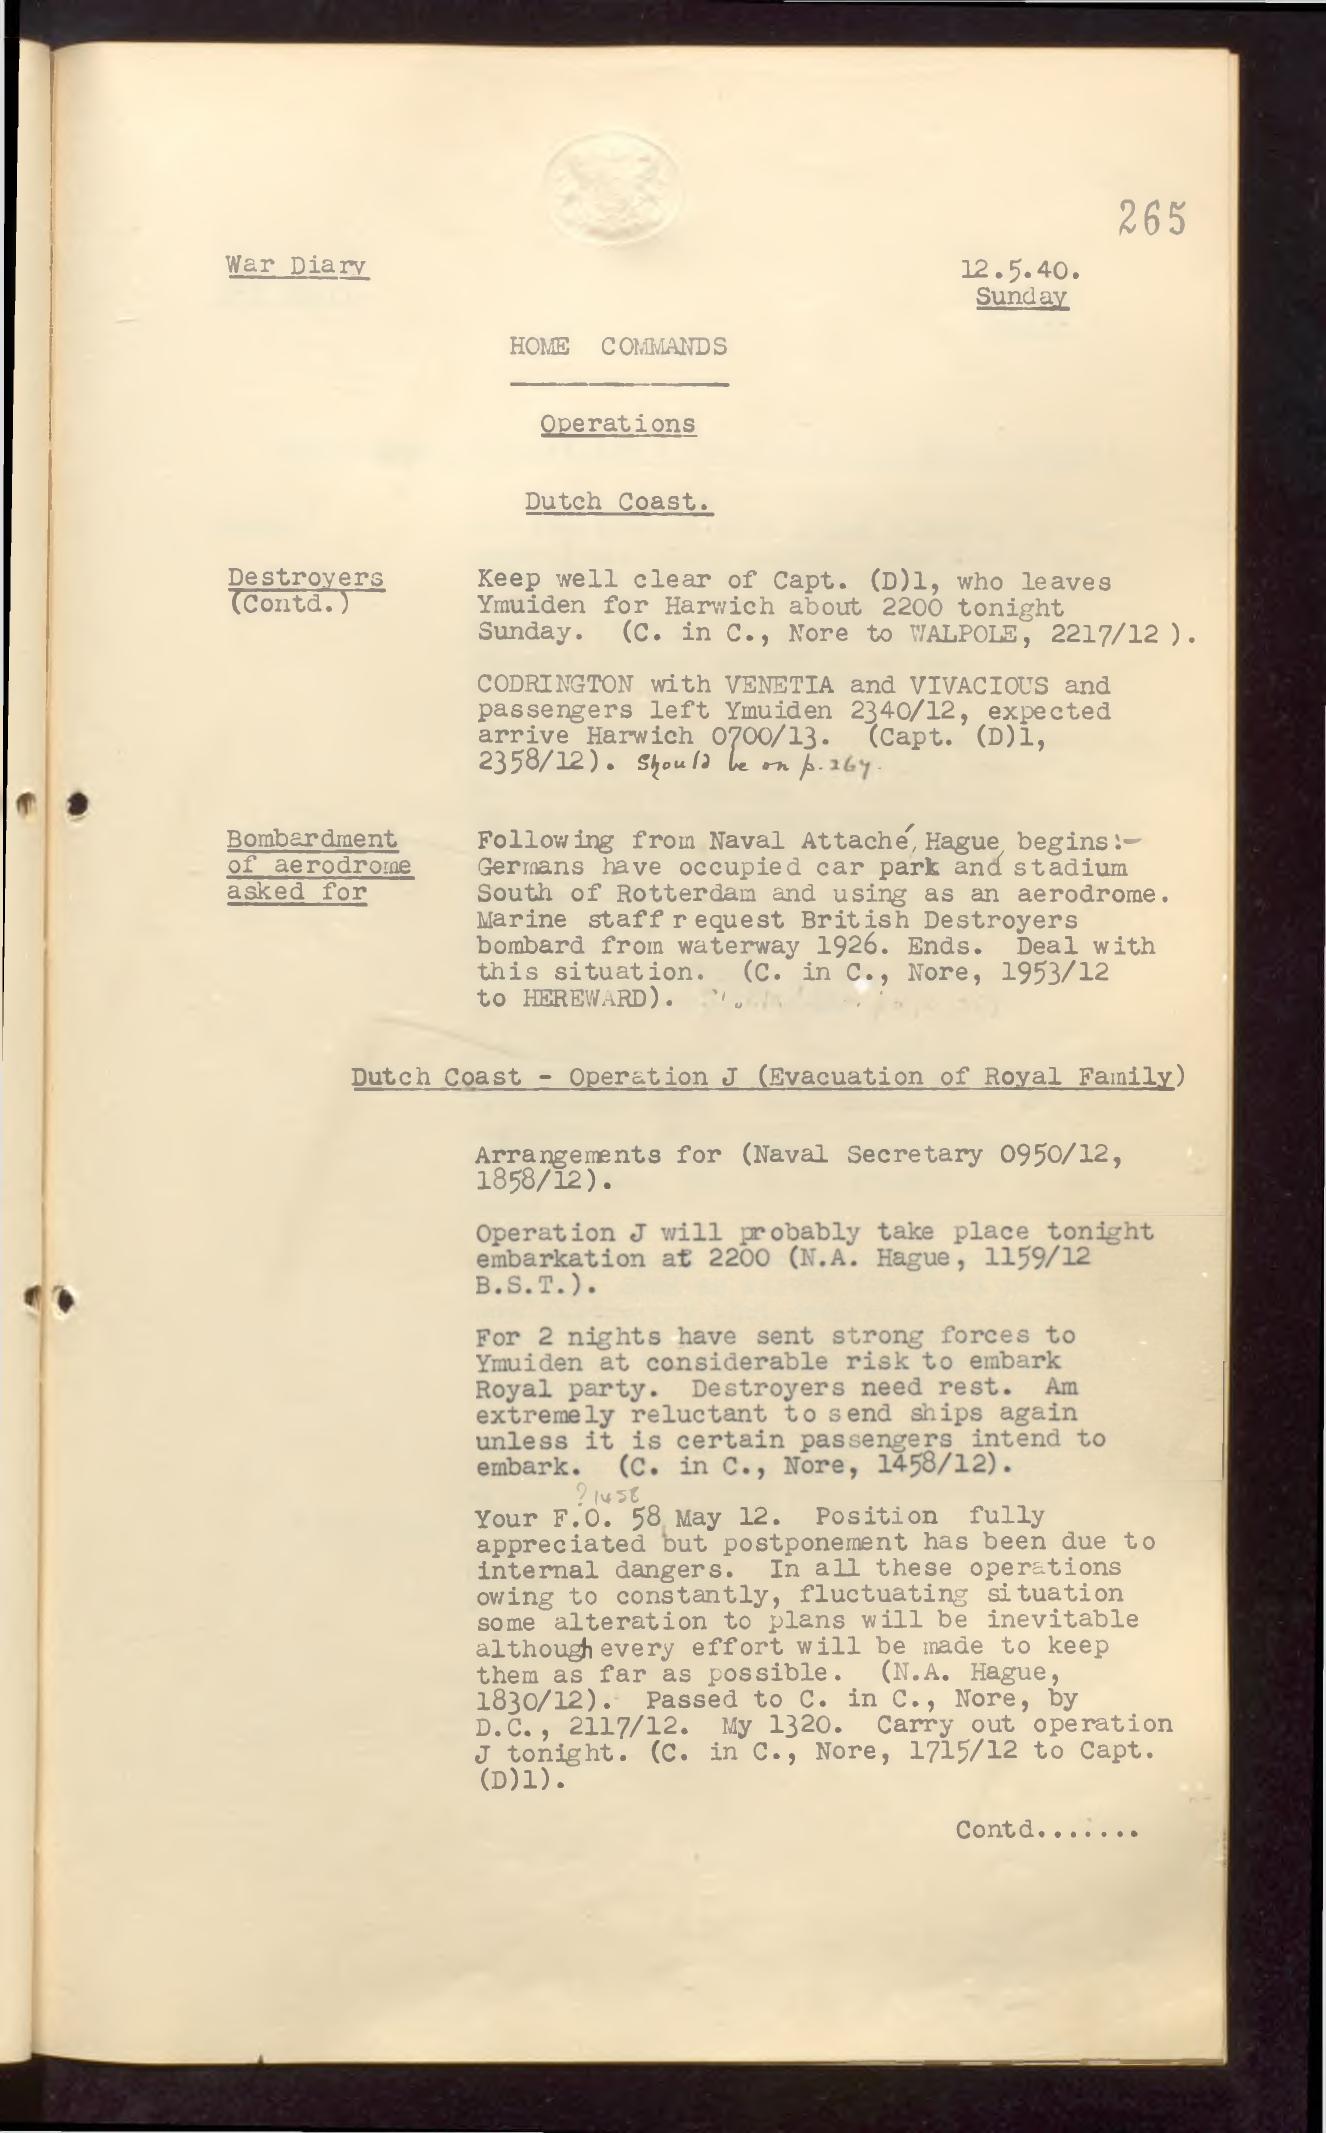 265
War Diary
12.5.40.
Sunday
HOME COMMANDS
Operations
Dutch Coast.
Destroyers
(Contd.)
Keep well clear of Capt. (D)1, who leaves
Ymuiden for Harwich about 2200 tonight
Sunday. (C. in C., Nore to WALPOLE, 2217/12 ).
CODRINGTON with VENETIA and VIVACIOUS and
passengers left Ymuiden 2340/12, expected
arrive Harwich 0700/13. (Capt. (D)1,
2358/12). Should be on p. 264.
Bombardment
of aerodrome
asked for
Following from Naval Attaché, Hague, begins:-
Germans have occupied car park and stadium
South of Rotterdam and using as an aerodrome.
Marine staff r equest British Destroyers
bombard from waterway 1926. Ends. Deal with
this situation. (C. in C., Nore, 1953/12
to HEREWARD).
Dutch Coast - Operation J (Evacuation of Royal Family)
Arrangements for (Naval Secretary 0950/12,
1858/12).
Operation J will probably take place tonight
embarkation at 2200 (N.A. Hague, 1159/12
B.S.T.).
For 2 nights have sent strong forces to
Ymuiden at considerable risk to embark
Royal party. Destroyers need rest. Am
extremely reluctant to send ships again
unless it is certain passengers intend to
embark. (C. in C., Nore, 1458/12).
? 1458
Your F.O. 58 May 12. Position fully
appreciated but postponement has been due to
internal dangers. In all these operations
owing to constantly, fluctuating situation
some alteration to plans will be inevitable
although every effort will be made to keep
them as far as possible. (N.A. Hague,
1830/12). Passed to C. in C., Nore, by
D.C., 2117/12. My 1320. Carry out operation
J tonight. (C. in C., Nore, 1715/12 to Capt.
(D)1).
Contd.......